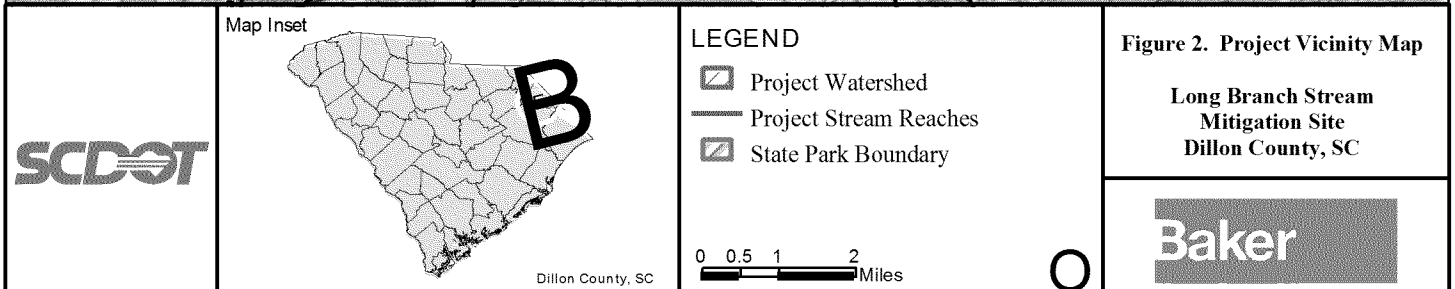 SCDOT
Map Inset
B
Dillon County, SC
LEGEND
Project Watershed
Project Stream Reaches
State Park Boundary
0 0.5 1 2
Miles
O
Figure 2. Project Vicinity Map
Long Branch Stream
Mitigation Site
Dillon County, SC
Baker